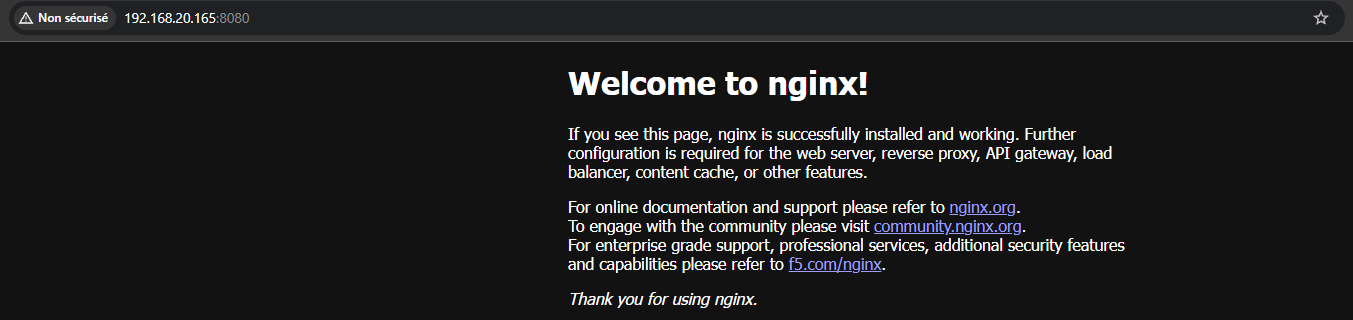 Non sécurisé 192.168.20.165:8080
Welcome to nginx!
If you see this page, nginx is successfully installed and working. Further
configuration is required for the web server, reverse proxy, API gateway, load
balancer, content cache, or other features.
For online documentation and support please refer to nginx.org.
To engage with the community please visit community.nginx.org.
For enterprise grade support, professional services, additional security features
and capabilities please refer to f5.com/nginx.
Thank you for using nginx.